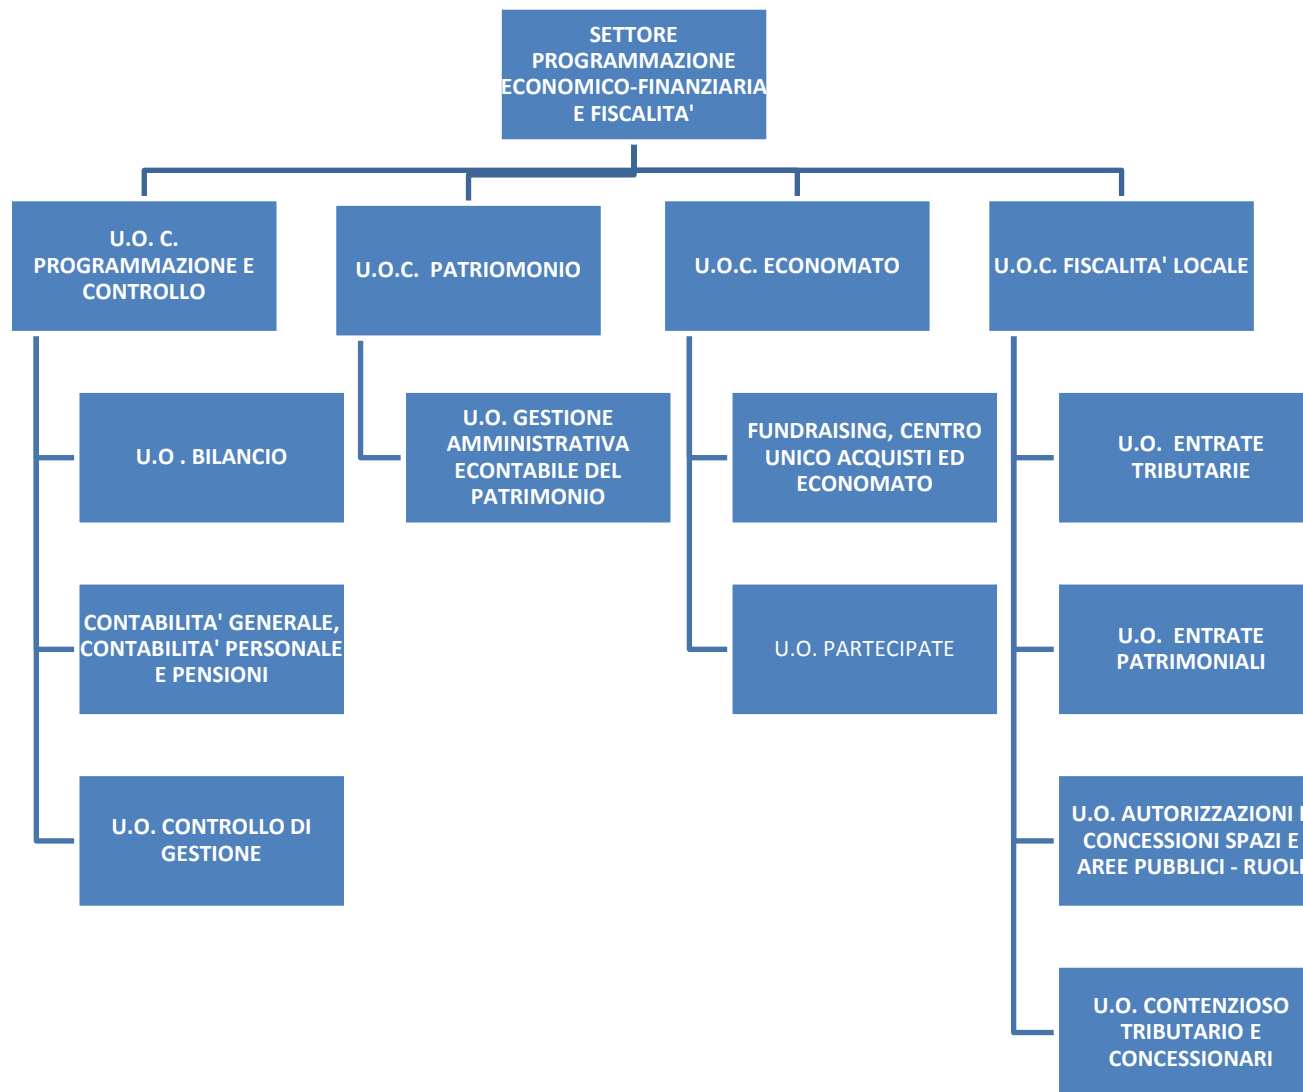 SETTORE
PROGRAMMAZIONE
ECONOMICO-FINANZIARIA
E FISCALITA'
U.O. C.
PROGRAMMAZIONE E
CONTROLLO
U.O.C. PATRIOMONIO
U.O.C. ECONOMATO
U.O.C. FISCALITA' LOCALE
U.O . BILANCIO
CONTABILITA' GENERALE,
CONTABILITA' PERSONALE
E PENSIONI
U.O. CONTROLLO DI
GESTIONE
U.O. GESTIONE
AMMINISTRATIVA
ECONTABILE DEL
PATRIMONIO
FUNDRAISING, CENTRO
UNICO ACQUISTI ED
ECONOMATO
U.O. PARTECIPATE
U.O. ENTRATE
TRIBUTARIE
U.O. ENTRATE
PATRIMONIALI
U.O. AUTORIZZAZIONI
CONCESSIONI SPAZI E
AREE PUBBLICI - RUOLI
U.O. CONTENZIOSO
TRIBUTARIO E
CONCESSIONARI